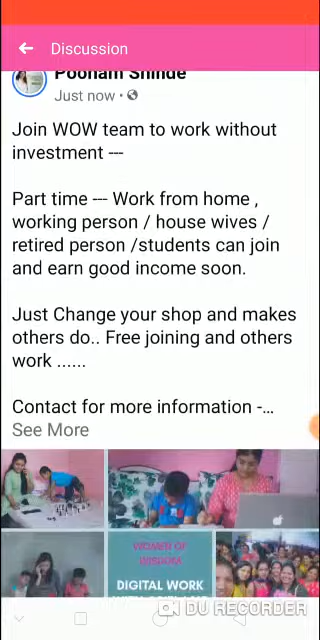 Discussion
Poonam Shinde
Just now
Join WOW team to work without
investment ---
Part time --- Work from home ,
working person / house wives /
retired person /students can join
and earn good income soon.
Just Change your shop and makes
others do.. Free joining and others
work ......
Contact for more information -...
See More
WOMEN OF
WISDOM
DIGITAL WORK
DU RECORDER